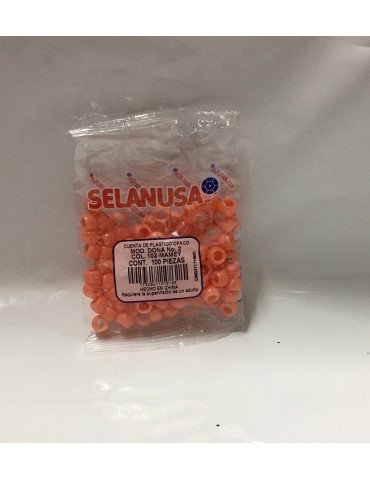 SELANUSA
CUENTA DE PLASTICO OPACO
MOD. DONA No. 2
COL. 102-MAMEY
CONT. 100 PIEZAS
HECHO EN CHINA
Requiere la supervisión de un adulto